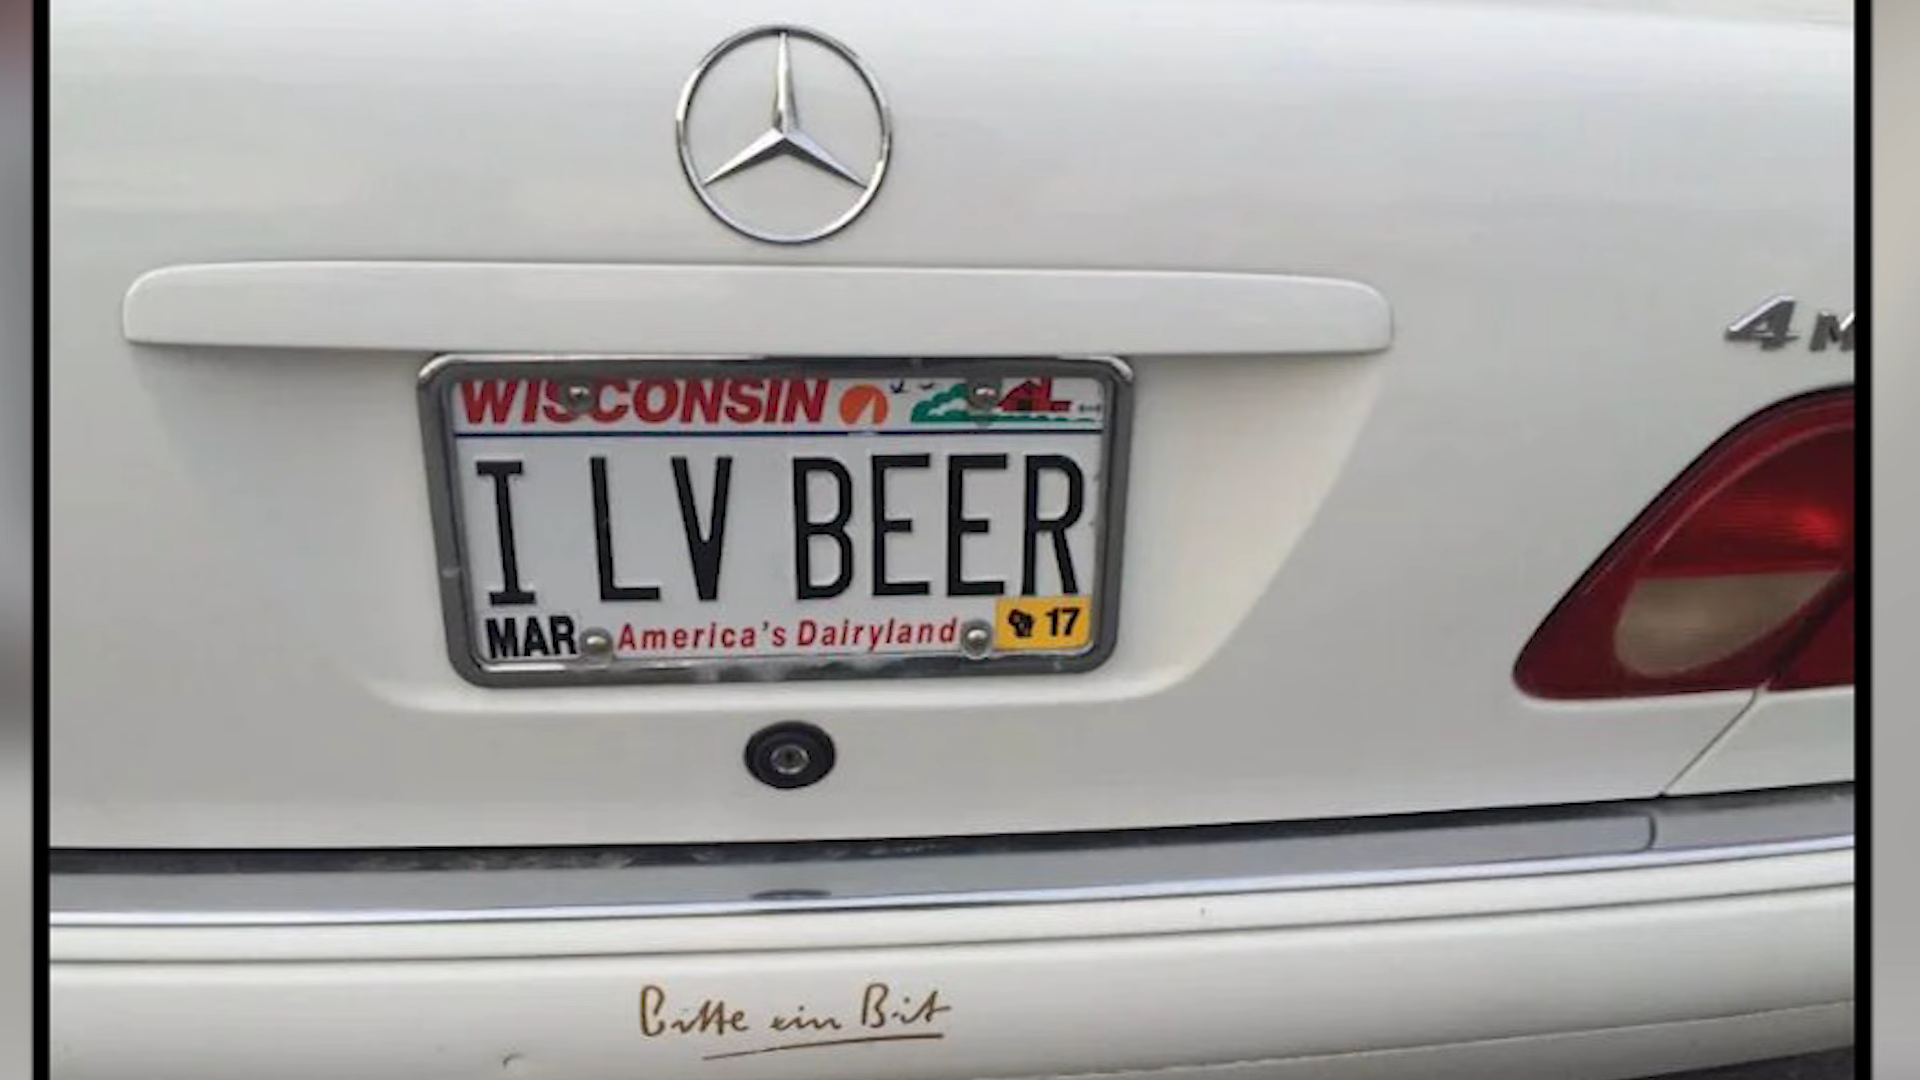 4M
WISCONSIN
I LV BEER
MAR America's Dairyland 17
Bitte ein Bit